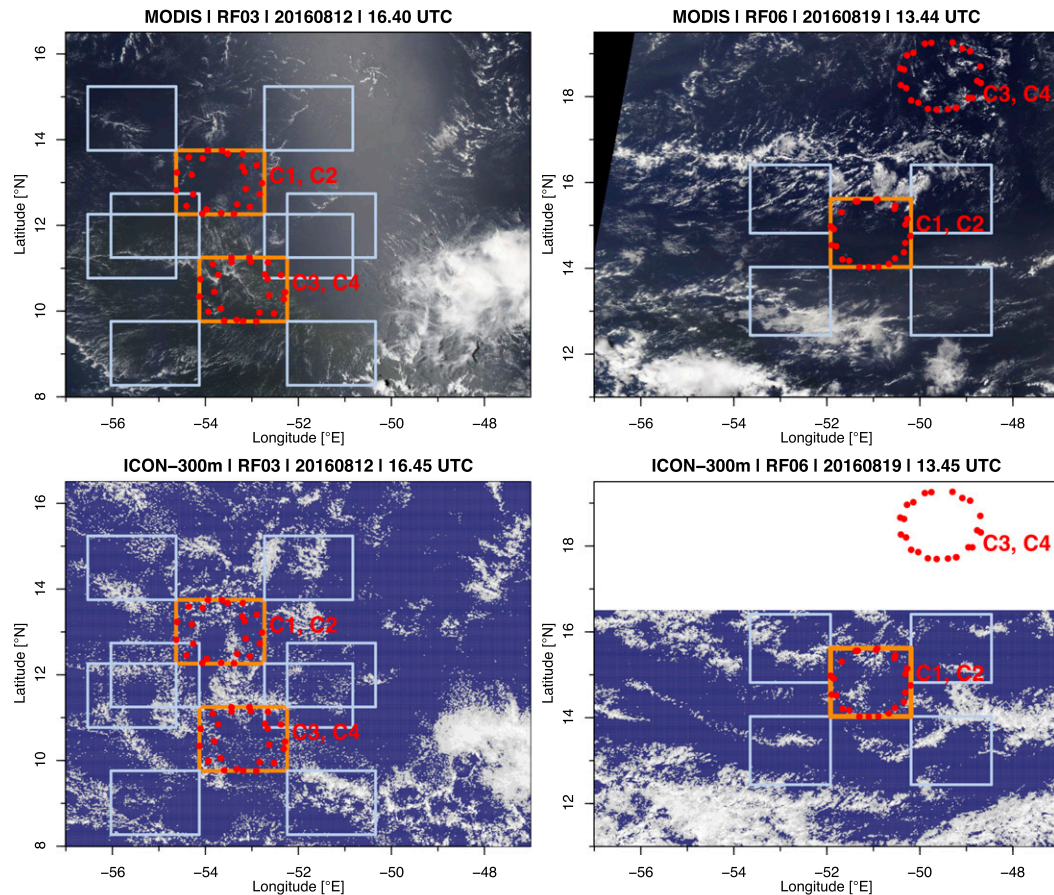 MODIS | RF03 | 20160812 | 16.40 UTC
16
14
12
10
8
Latitude [°N]
C1, C2
C3, C4
−56 −54 −52 −50 −48
Longitude [°E]
MODIS | RF06 | 20160819 | 13.44 UTC
18
16
14
12
Latitude [°N]
C3, C4
C1, C2
−56 −54 −52 −50 −48
Longitude [°E]
ICON−300m | RF03 | 20160812 | 16.45 UTC
16
14
12
10
8
Latitude [°N]
C1, C2
C3, C4
−56 −54 −52 −50 −48
Longitude [°E]
ICON−300m | RF06 | 20160819 | 13.45 UTC
18
16
14
12
Latitude [°N]
C3, C4
C1, C2
−56 −54 −52 −50 −48
Longitude [°E]